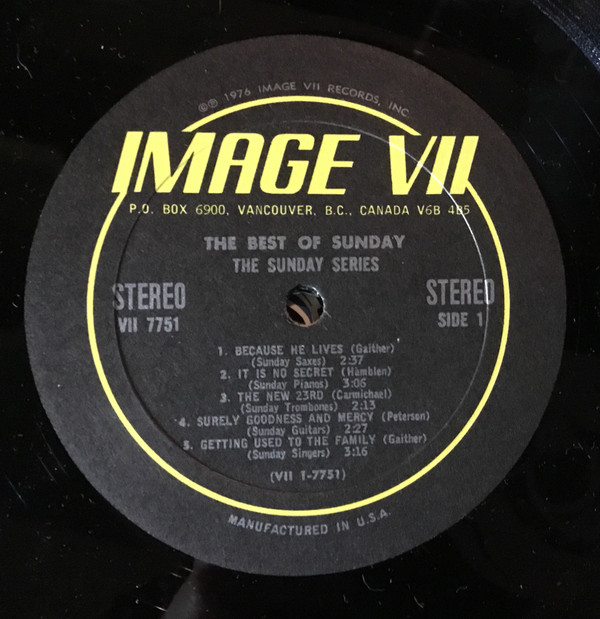 ©℗ 1976 IMAGE VII RECORDS, INC.
IMAGE VII
P.O. BOX 6900, VANCOUVER, B.C., CANADA V6B 4B5
THE BEST OF SUNDAY
THE SUNDAY SERIES
STEREO STEREO
VII 7751 SIDE 1
1. BECAUSE HE LIVES (Gaither)
(Sunday Saxes) 2:37
2. IT IS NO SECRET (Hamblen)
(Sunday Pianos) 3:06
3. THE NEW 23RD (Carmichael)
(Sunday Trombones) 2:13
4. SURELY GOODNESS AND MERCY (Peterson)
(Sunday Guitars) 2:27
5. GETTING USED TO THE FAMILY (Gaither)
(Sunday Singers) 3:16
(VII 1-7751)
MANUFACTURED IN U.S.A.